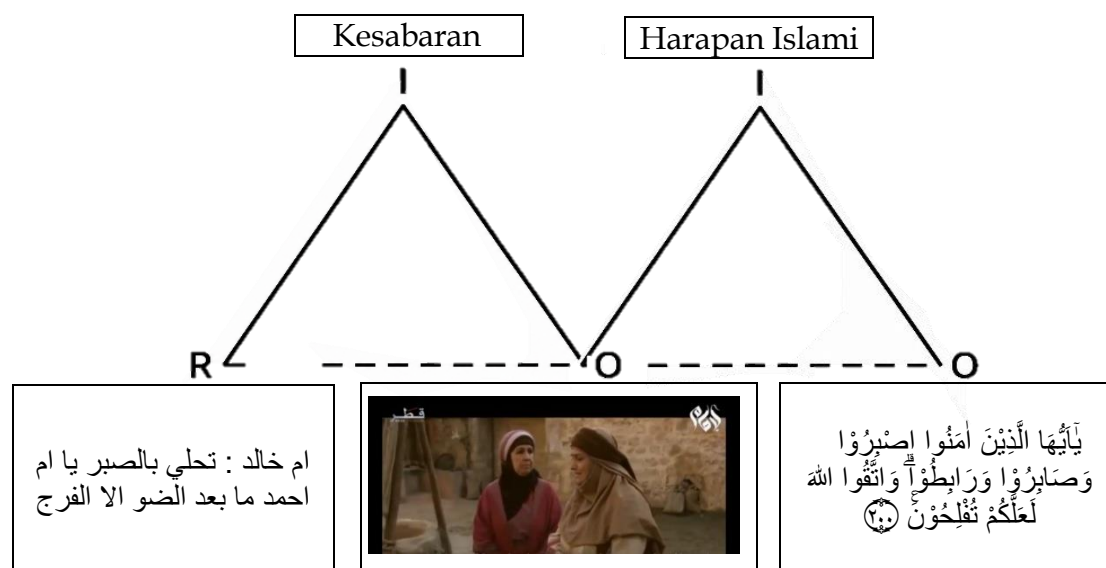 Kesabaran
Harapan Islami
I
I
R
O
O
ام خالد : تحلي بالصبر يا ام
احمد ما بعد الضو الا الفرج
قطر
يٰٓاَيُّهَا الَّذِيْنَ اٰمَنُوا اصْبِرُوْا
وَصَابِرُوْا وَرَابِطُوْاۗ وَاتَّقُوا اللّٰهَ
لَعَلَّكُمْ تُفْلِحُوْنَ ࣖ ۝٢٠٠